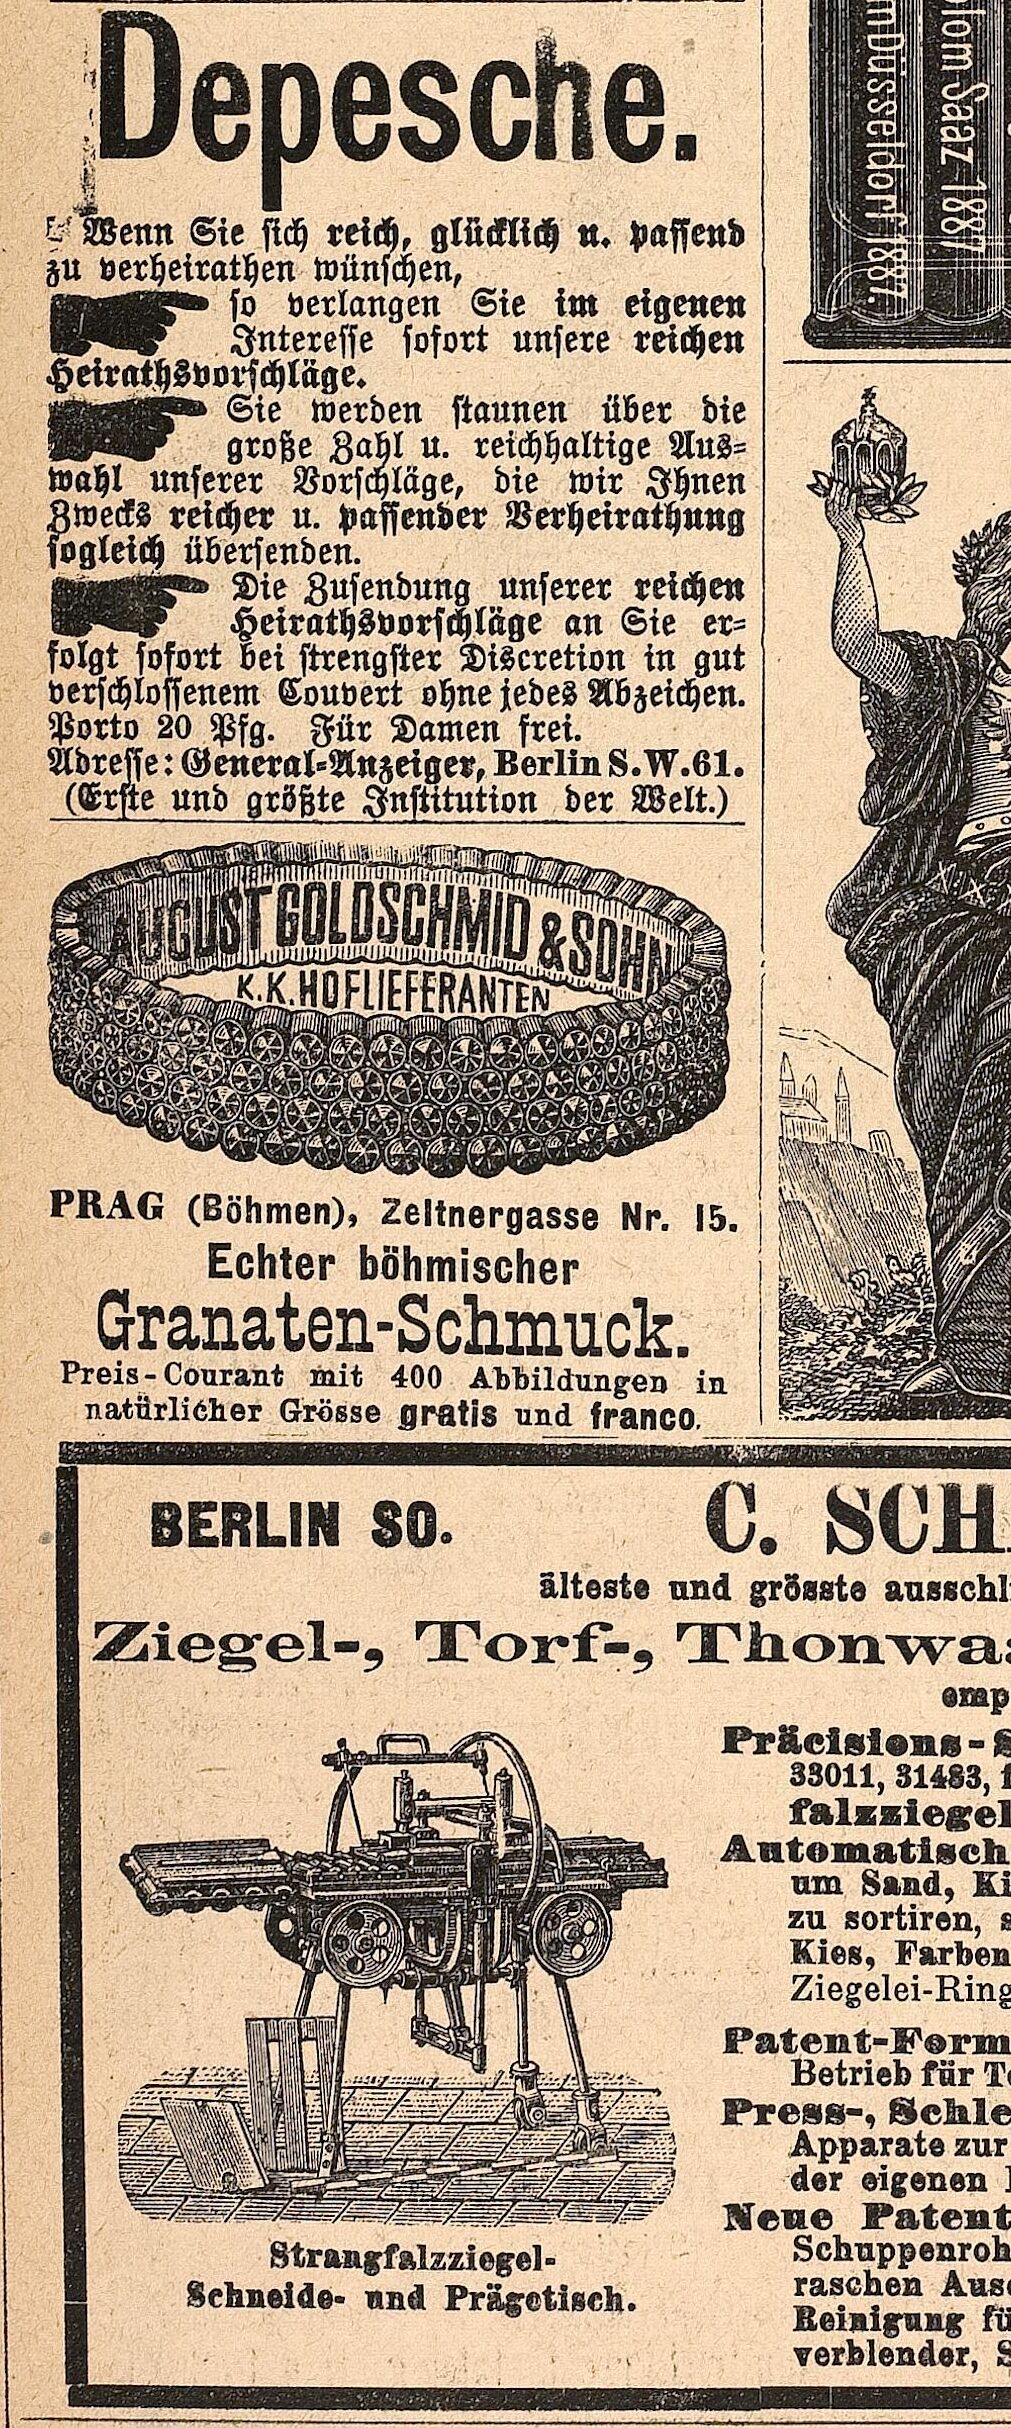 Depesche.
Wenn Sie sich reich, glücklich u. passend
zu verheirathen wünschen,
so verlangen Sie im eigenen
Interesse sofort unsere reichen
Heirathsvorschläge.
Sie werden staunen über die
große Zahl u. reichhaltige Aus-
wahl unserer Vorschläge, die wir Ihnen
Zwecks reicher u. passender Verheirathung
sogleich übersenden.
Die Zusendung unserer reichen
Heirathsvorschläge an Sie er-
folgt sofort bei strengster Discretion in gut
verschlossenem Couvert ohne jedes Abzeichen.
Porto 20 Pfg. Für Damen frei.
Adresse: General-Anzeiger, Berlin S.W.61.
(Erste und größte Institution der Welt.)
AUGUST GOLDSCHMID & SOHN
K.K.HOFLIEFERANTEN
PRAG (Böhmen), Zeltnergasse Nr. 15.
Echter böhmischer
Granaten-Schmuck.
Preis-Courant mit 400 Abbildungen in
natürlicher Grösse gratis und franco.
Saaz 1887
Düsseldorf 1887.
BERLIN SO.
C. SCH
älteste und grösste ausschl
Ziegel-, Torf-, Thonwa
emp
Präcisions-S
33011, 31483, f
falzziegel
Automatisch
um Sand, Ki
zu sortiren, s
Kies, Farben
Ziegelei-Ring
Patent-Form
Betrieb für To
Press-, Schle
Apparate zur
der eigenen
Neue Patent
Schuppenroh
raschen Aus
Reinigung fü
verblender, S
Strangfalzziegel-
Schneide- und Prägetisch.